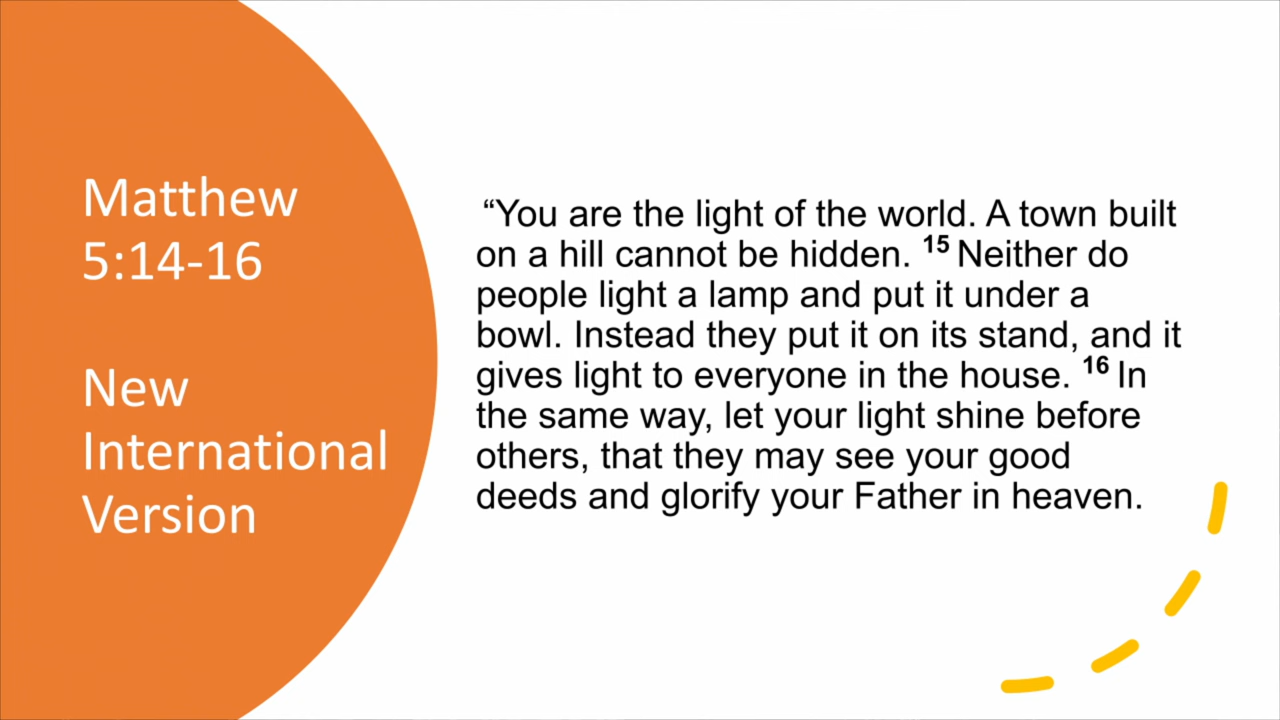 Matthew
5:14-16
New
International
Version
“You are the light of the world. A town built
on a hill cannot be hidden. 15 Neither do
people light a lamp and put it under a
bowl. Instead they put it on its stand, and it
gives light to everyone in the house. 16 In
the same way, let your light shine before
others, that they may see your good
deeds and glorify your Father in heaven.